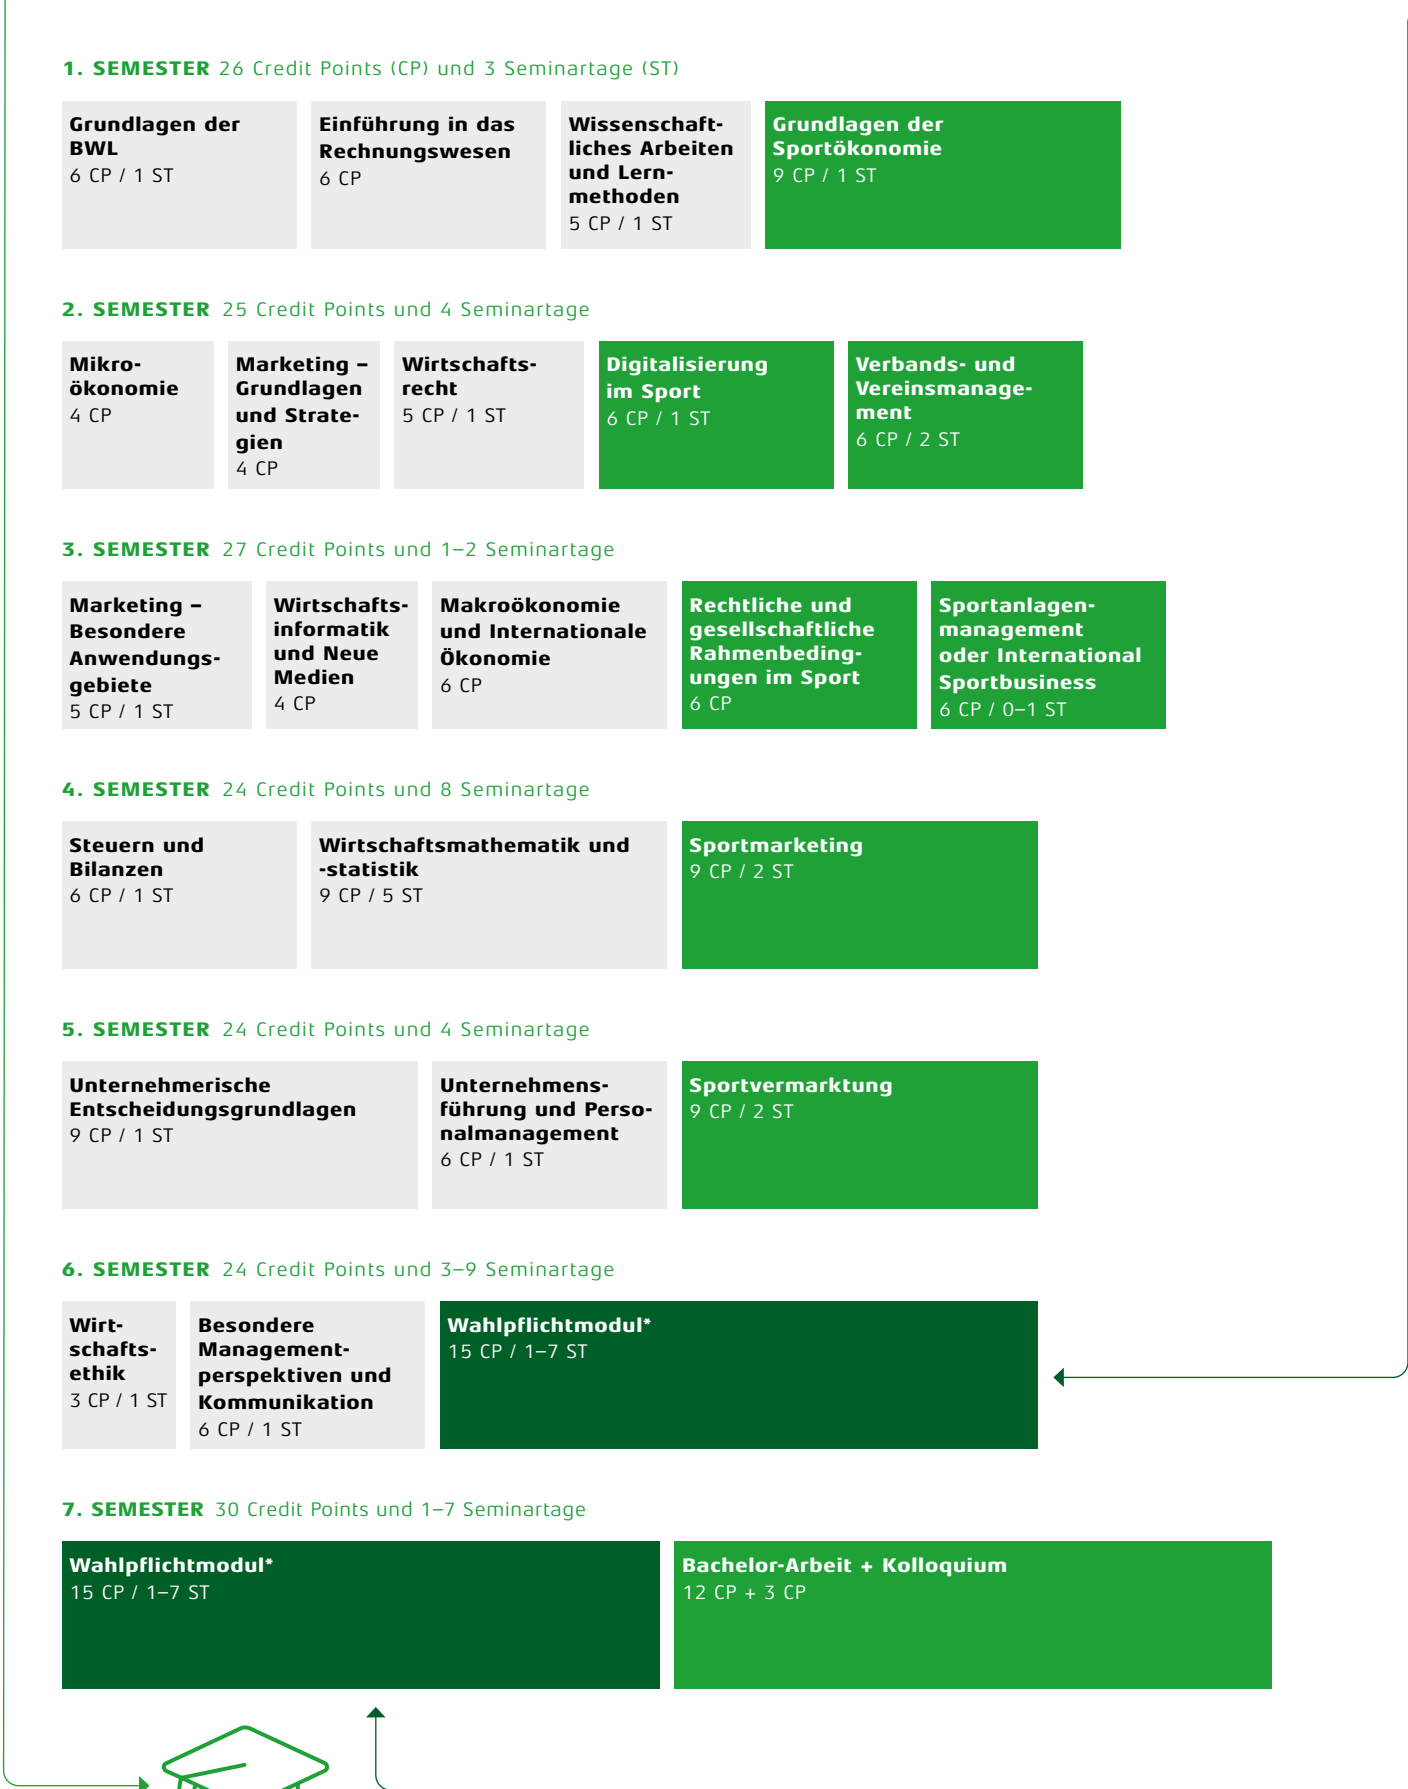 1. SEMESTER 26 Credit Points (CP) und 3 Seminartage (ST)
Grundlagen der
BWL
6 CP / 1 ST
Einführung in das
Rechnungswesen
6 CP
Wissenschaft-
liches Arbeiten
und Lern-
methoden
5 CP / 1 ST
Grundlagen der
Sportökonomie
9 CP / 1 ST
2. SEMESTER 25 Credit Points und 4 Seminartage
Mikro-
ökonomie
4 CP
Marketing –
Grundlagen
und Strate-
gien
4 CP
Wirtschafts-
recht
5 CP / 1 ST
Digitalisierung
im Sport
6 CP / 1 ST
Verbands- und
Vereinsmanage-
ment
6 CP / 2 ST
3. SEMESTER 27 Credit Points und 1–2 Seminartage
Marketing –
Besondere
Anwendungs-
gebiete
5 CP / 1 ST
Wirtschafts-
informatik
und Neue
Medien
4 CP
Makroökonomie
und Internationale
Ökonomie
6 CP
Rechtliche und
gesellschaftliche
Rahmenbeding-
ungen im Sport
6 CP
Sportanlagen-
management
oder International
Sportbusiness
6 CP / 0–1 ST
4. SEMESTER 24 Credit Points und 8 Seminartage
Steuern und
Bilanzen
6 CP / 1 ST
Wirtschaftsmathematik und
-statistik
9 CP / 5 ST
Sportmarketing
9 CP / 2 ST
5. SEMESTER 24 Credit Points und 4 Seminartage
Unternehmerische
Entscheidungsgrundlagen
9 CP / 1 ST
Unternehmens-
führung und Perso-
nalmanagement
6 CP / 1 ST
Sportvermarktung
9 CP / 2 ST
6. SEMESTER 24 Credit Points und 3–9 Seminartage
Wirt-
schafts-
ethik
3 CP / 1 ST
Besondere
Management-
perspektiven und
Kommunikation
6 CP / 1 ST
Wahlpflichtmodul*
15 CP / 1–7 ST
7. SEMESTER 30 Credit Points und 1–7 Seminartage
Wahlpflichtmodul*
15 CP / 1–7 ST
Bachelor-Arbeit + Kolloquium
12 CP + 3 CP